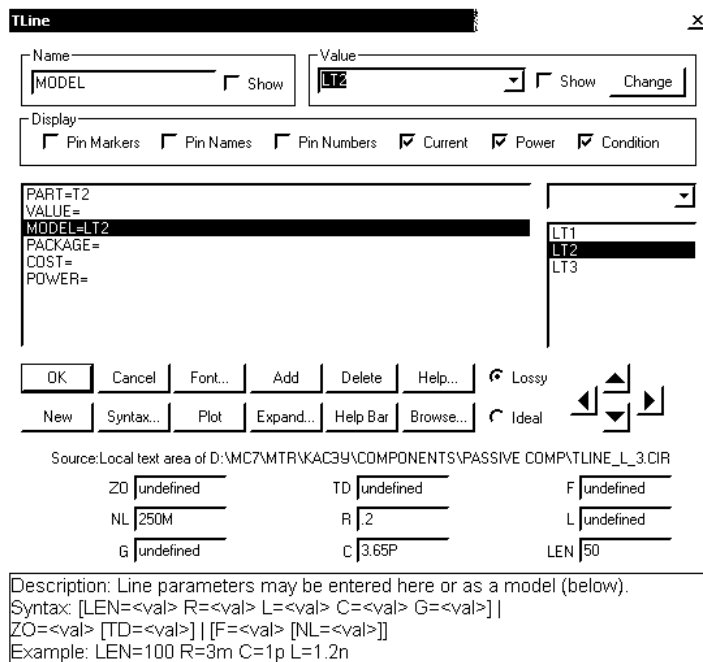 TLine
Name
Value
MODEL Show LT2 Show Change
Display
Pin Markers Pin Names Pin Numbers Current Power Condition
PART=T2
VALUE=
MODEL=LT2
PACKAGE=
COST=
POWER=
LT1
LT2
LT3
OK Cancel Font... Add Delete Help... Lossy
New Syntax... Plot Expand... Help Bar Browse... Ideal
Source:Local text area of D:\MC7\MTR\КАСЭУ\COMPONENTS\PASSIVE COMP\TLINE_L_3.CIR
ZO undefined TD undefined F undefined
NL 250M R .2 L undefined
G undefined C 3.65P LEN 50
Description: Line parameters may be entered here or as a model (below).
Syntax: [LEN=<val> R=<val> L=<val> C=<val> G=<val>] |
ZO=<val> [TD=<val>] | [F=<val> [NL=<val>]]
Example: LEN=100 R=3m C=1p L=1.2n